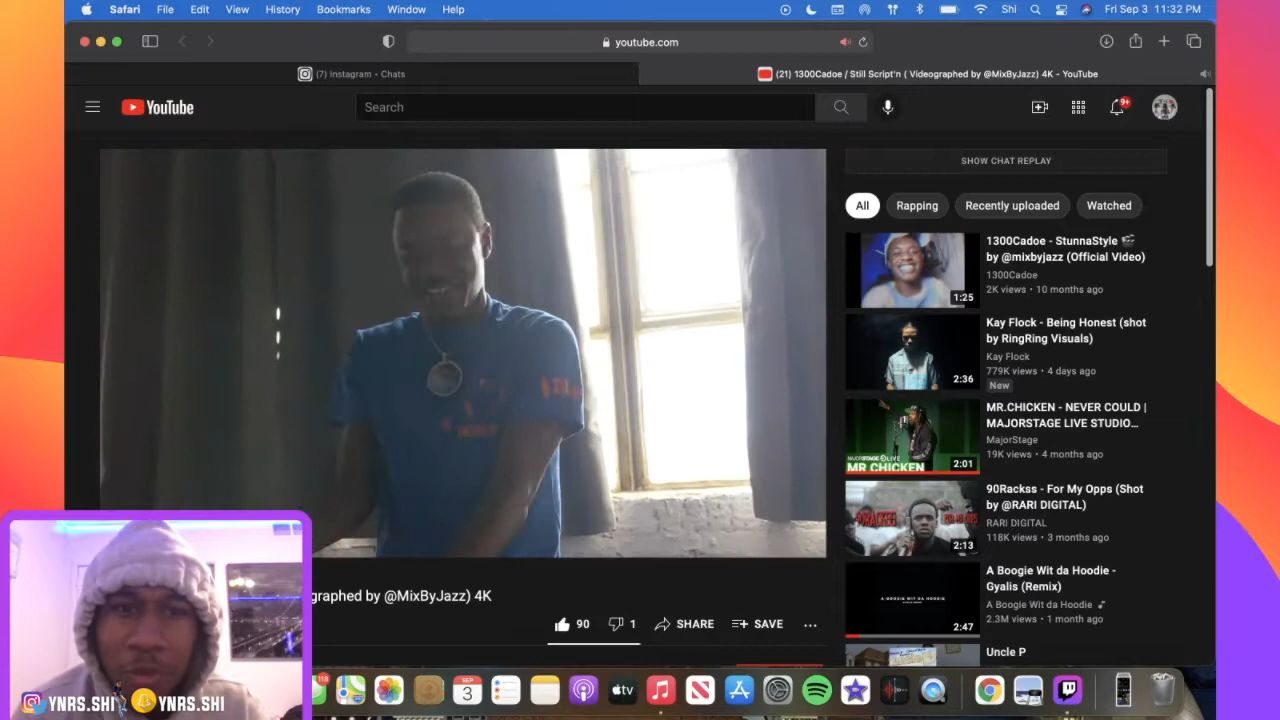 Safari File Edit View History Bookmarks Window Help Shi Fri Sep 3 11:32 PM
youtube.com
(7) Instagram • Chats
(21) 1300Cadoe / Still Script'n ( Videographed by @MixByJazz) 4K - YouTube
YouTube
Search
9+
SHOW CHAT REPLAY
All Rapping Recently uploaded Watched
1300Cadoe - StunnaStyle
by @mixbyjazz (Official Video)
1300Cadoe
2K views • 10 months ago
1:25
Kay Flock - Being Honest (shot
by RingRing Visuals)
Kay Flock
779K views • 4 days ago
New
2:36
MR.CHICKEN - NEVER COULD |
MAJORSTAGE LIVE STUDIO…
MajorStage
19K views • 4 months ago
MR CHICKEN
2:01
90Rackss - For My Opps (Shot
by @RARI DIGITAL)
RARI DIGITAL
118K views • 3 months ago
2:13
A Boogie Wit da Hoodie -
Gyalis (Remix)
A Boogie Wit da Hoodie
2.3M views • 1 month ago
2:47
Uncle P
graphed by @MixByJazz) 4K
90 1 SHARE SAVE
SEP
3
tv
YNRS.SHI YNRS.SHI